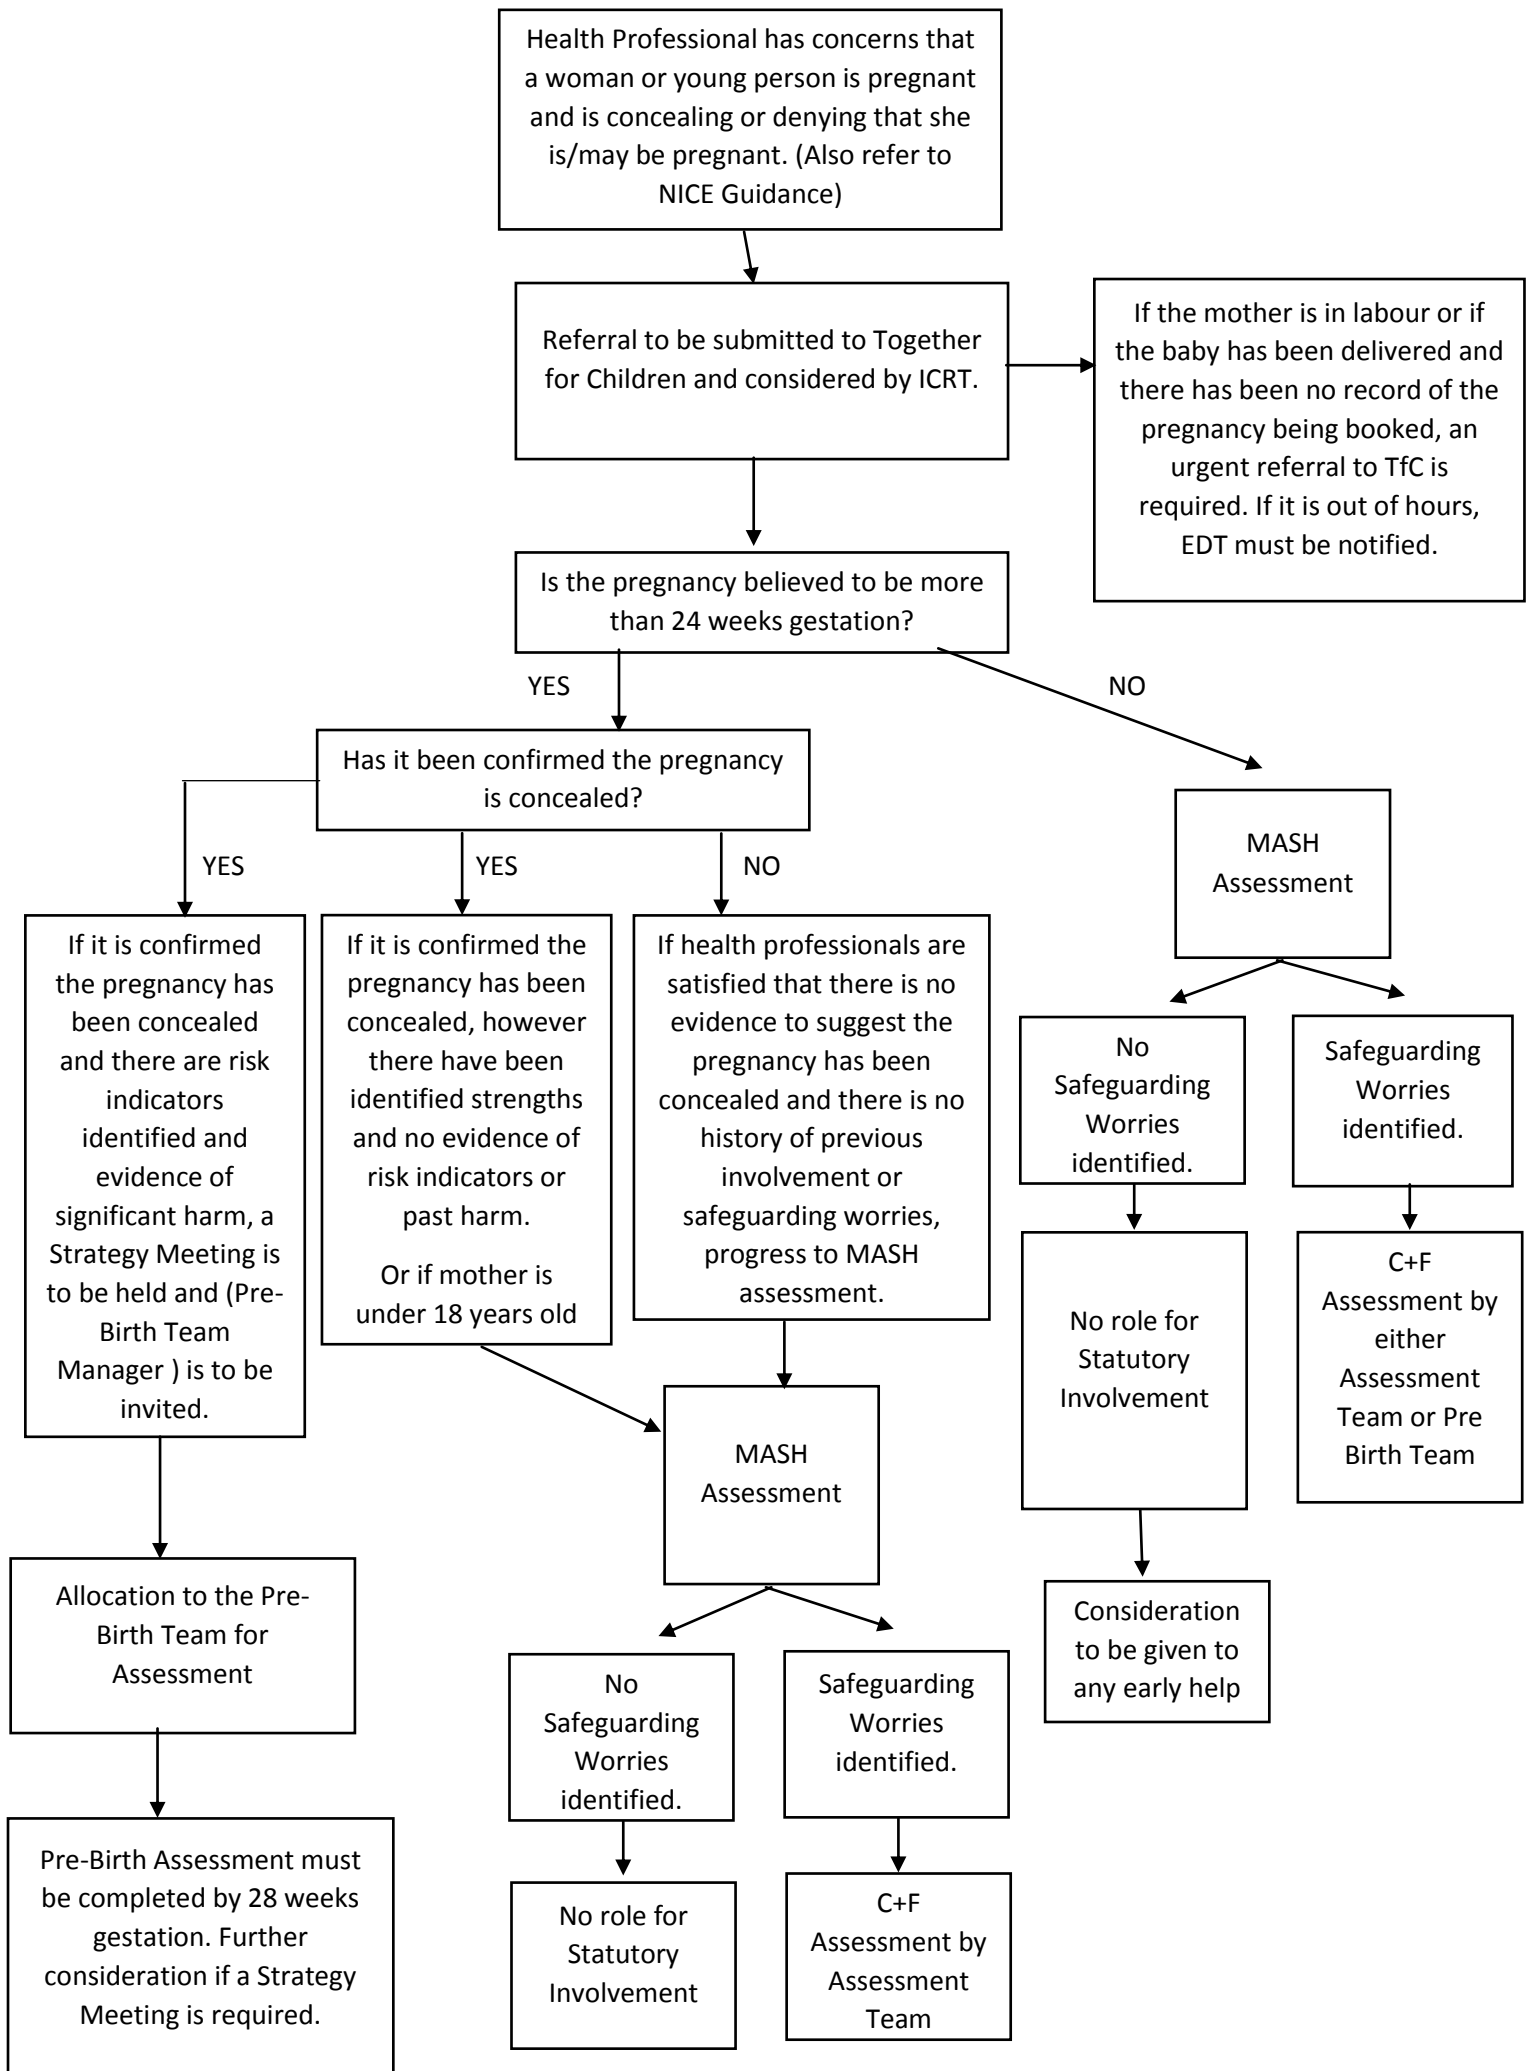 Health Professional has concerns that
a woman or young person is pregnant
and is concealing or denying that she
is/may be pregnant. (Also refer to
NICE Guidance)
Referral to be submitted to Together
for Children and considered by ICRT.
If the mother is in labour or if
the baby has been delivered and
there has been no record of the
pregnancy being booked, an
urgent referral to TfC is
required. If it is out of hours,
EDT must be notified.
Is the pregnancy believed to be more
than 24 weeks gestation?
YES
NO
Has it been confirmed the pregnancy
is concealed?
YES
YES
NO
If it is confirmed
the pregnancy has
been concealed
and there are risk
indicators
identified and
evidence of
significant harm, a
Strategy Meeting is
to be held and (Pre-
Birth Team
Manager ) is to be
invited.
If it is confirmed the
pregnancy has been
concealed, however
there have been
identified strengths
and no evidence of
risk indicators or
past harm.
Or if mother is
under 18 years old
If health professionals are
satisfied that there is no
evidence to suggest the
pregnancy has been
concealed and there is no
history of previous
involvement or
safeguarding worries,
progress to MASH
assessment.
MASH
Assessment
No
Safeguarding
Worries
identified.
Safeguarding
Worries
identified.
No role for
Statutory
Involvement
C+F
Assessment by
either
Assessment
Team or Pre
Birth Team
Consideration
to be given to
any early help
MASH
Assessment
Allocation to the Pre-
Birth Team for
Assessment
No
Safeguarding
Worries
identified.
Safeguarding
Worries
identified.
Pre-Birth Assessment must
be completed by 28 weeks
gestation. Further
consideration if a Strategy
Meeting is required.
No role for
Statutory
Involvement
C+F
Assessment by
Assessment
Team